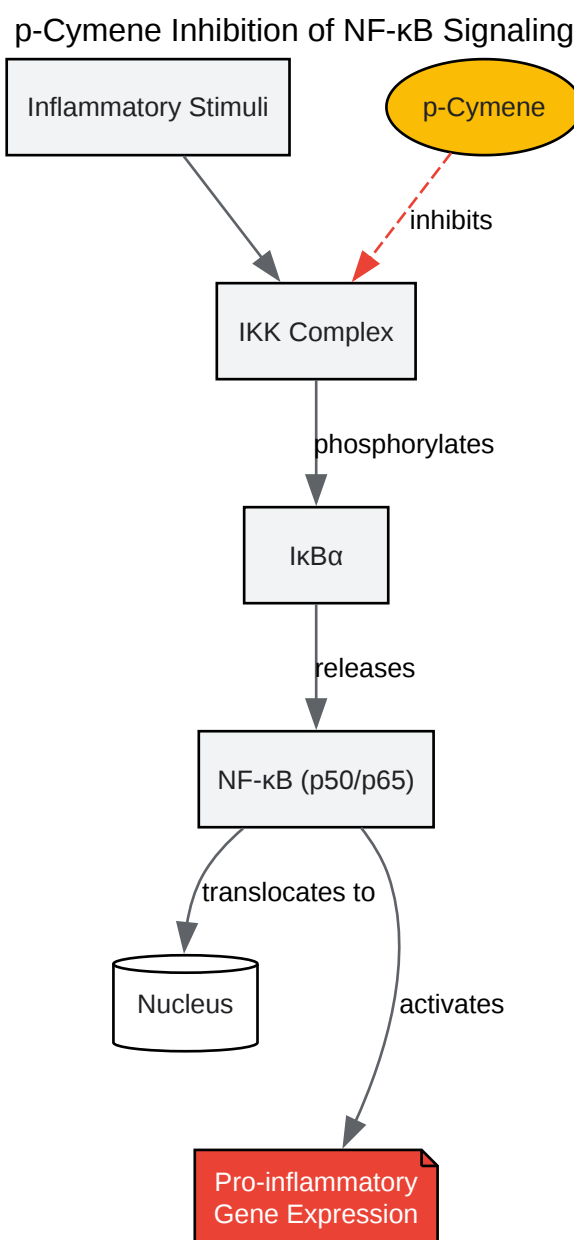 p-Cymene Inhibition of NF-κB Signaling
Inflammatory Stimuli
p-Cymene
inhibits
IKK Complex
phosphorylates
IκBα
releases
NF-κB (p50/p65)
translocates to
Nucleus
activates
Pro-inflammatory
Gene Expression